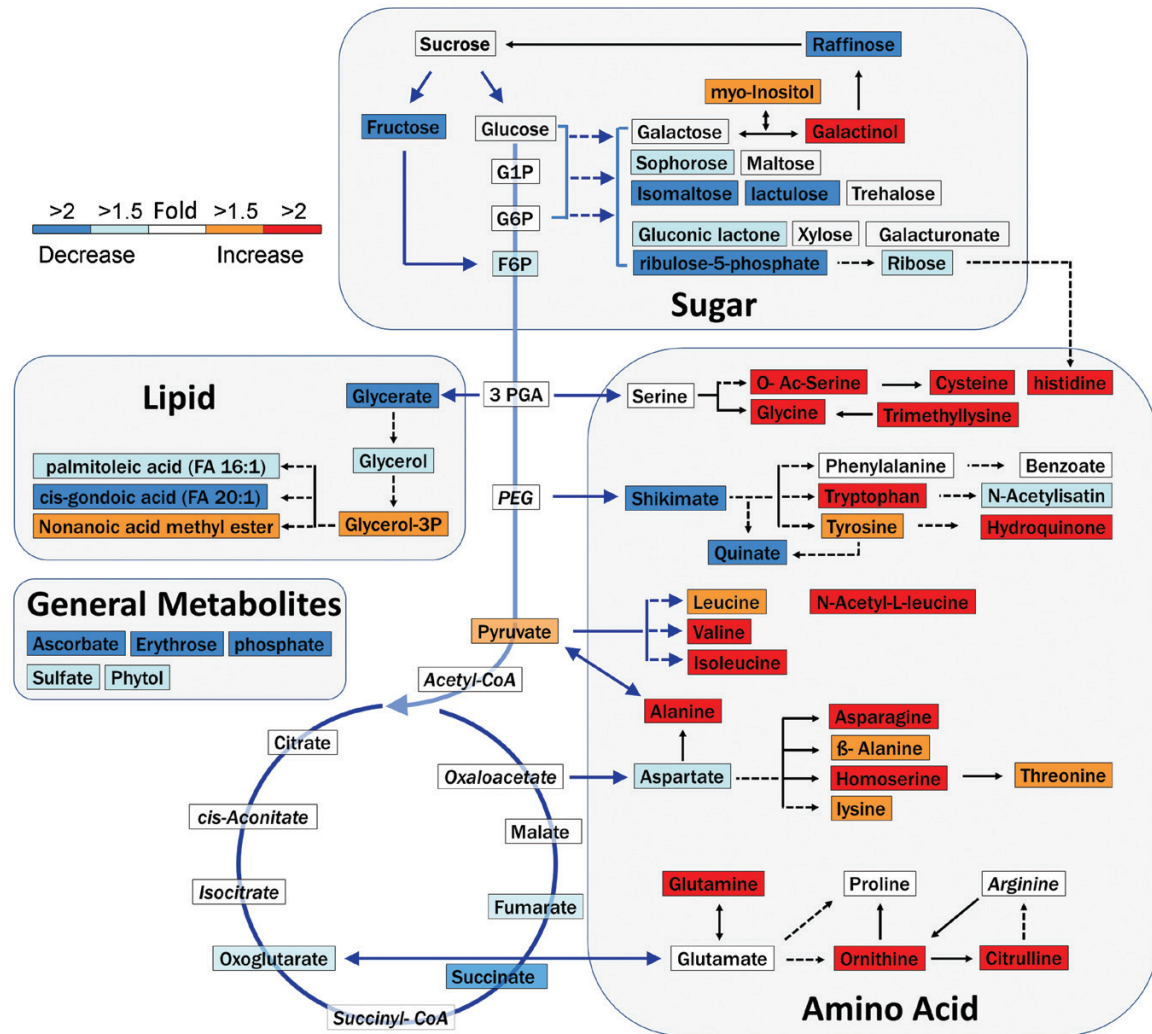 Sucrose
Raffinose
myo-Inositol
Fructose
Glucose
Galactose
Galactinol
G1P
Sophorose
Maltose
Isomaltose
lactulose
Trehalose
G6P
Gluconic lactone
Xylose
Galacturonate
F6P
ribulose-5-phosphate
Ribose
Sugar
>2 >1.5 Fold >1.5 >2
Decrease Increase
Lipid
Glycerate
3 PGA
Glycerol
palmitoleic acid (FA 16:1)
cis-gondoic acid (FA 20:1)
Nonanoic acid methyl ester
Glycerol-3P
PEG
General Metabolites
Ascorbate
Erythrose
phosphate
Sulfate
Phytol
Serine
O- Ac-Serine
Cysteine
histidine
Glycine
Trimethyllysine
Shikimate
Phenylalanine
Benzoate
Tryptophan
N-Acetylisatin
Tyrosine
Hydroquinone
Quinate
Pyruvate
Leucine
N-Acetyl-L-leucine
Valine
Isoleucine
Acetyl-CoA
Alanine
Asparagine
ß- Alanine
Aspartate
Homoserine
Threonine
lysine
Citrate
Oxaloacetate
cis-Aconitate
Malate
Isocitrate
Fumarate
Oxoglutarate
Succinate
Succinyl- CoA
Glutamine
Proline
Arginine
Glutamate
Ornithine
Citrulline
Amino Acid